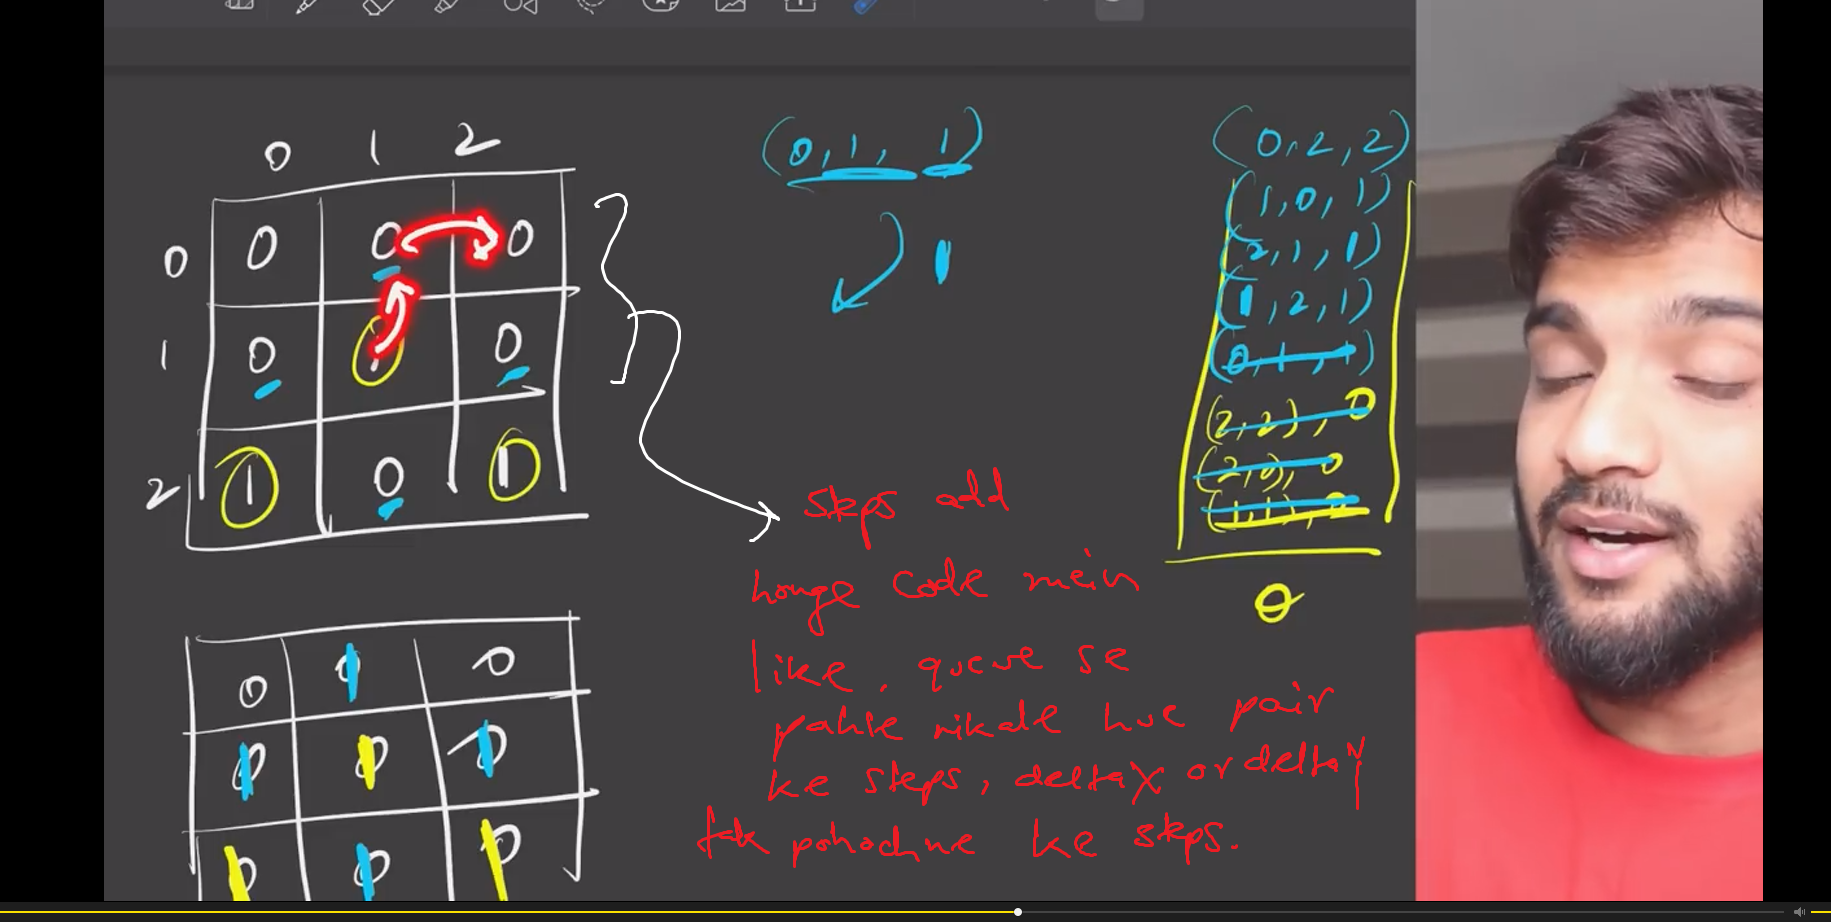 0 1 2
0 0 0 0
1 0 1 0
2 1 0 1
(0,1, 1)
1
(0,2,2)
(1,0,1)
(2,1,1)
(1,2,1)
(0,1,1)
(2,2),0
(2,0),0
(1,1),0
0
steps add
honge code mein
like, queue se
pahle nikale hue pair
ke steps, deltax or deltaY
tak pohochne ke steps.
0 0 0
0 0 0
0 0 0